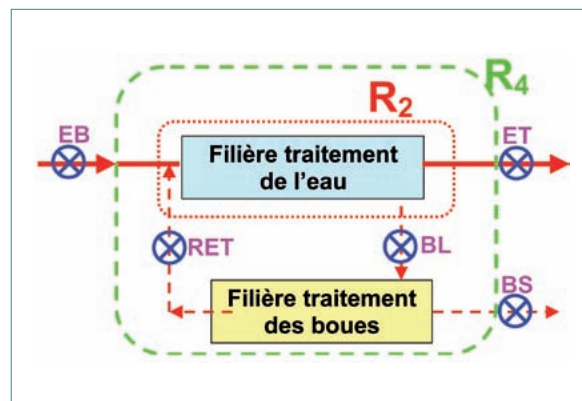 R4
R2
EB
ET
Filière traitement
de l'eau
RET
BL
Filière traitement
des boues
BS